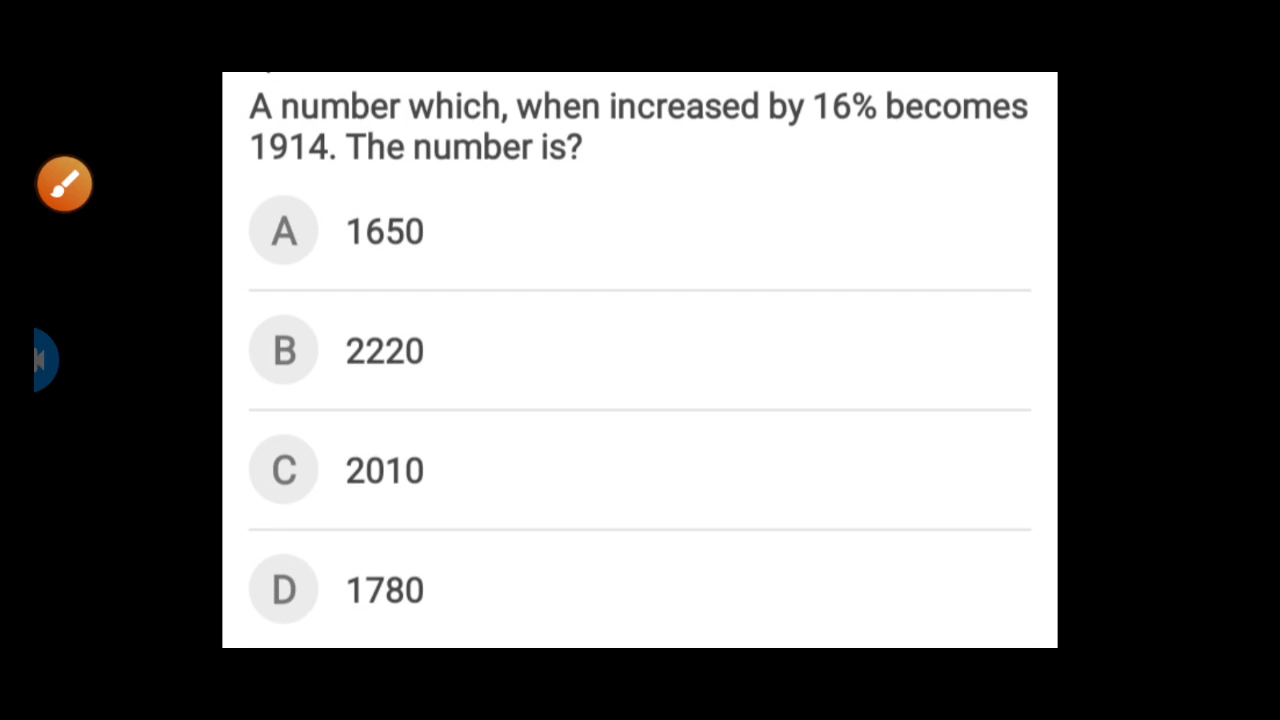 A number which, when increased by 16% becomes
1914. The number is?
A 1650
B 2220
C 2010
D 1780